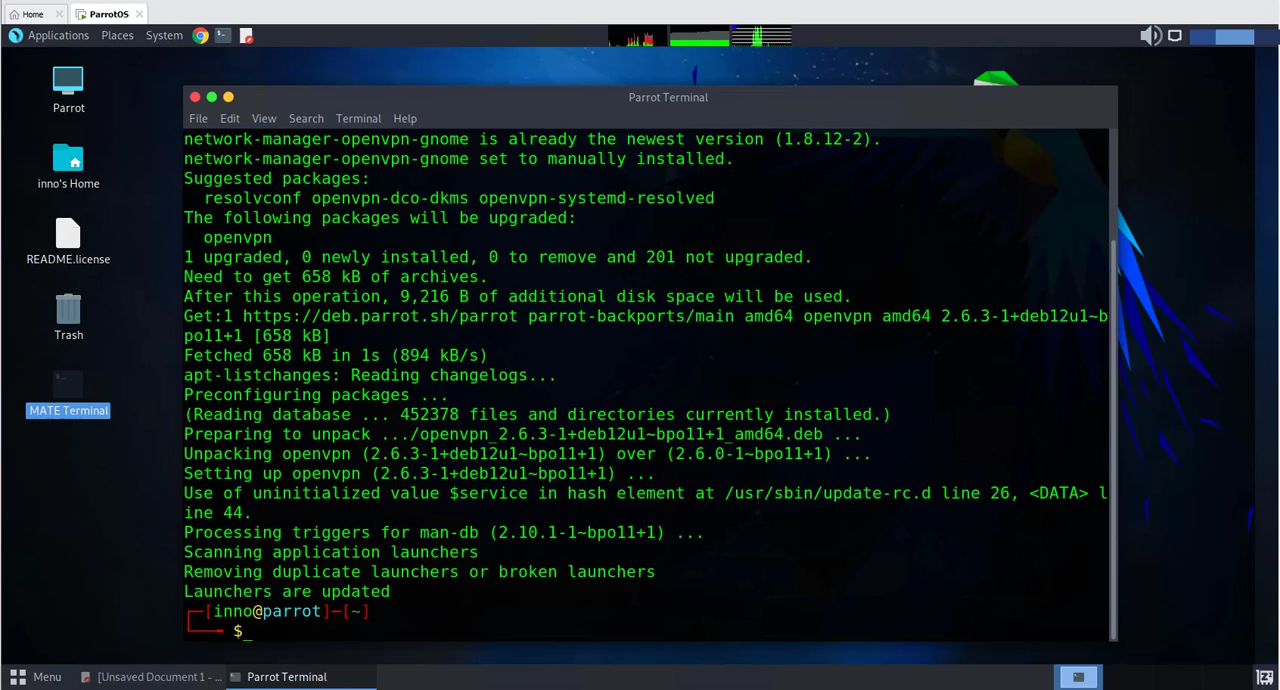 Home
ParrotOS
Applications Places System
Parrot Terminal
File Edit View Search Terminal Help
Parrot
inno's Home
README.license
Trash
MATE Terminal
network-manager-openvpn-gnome is already the newest version (1.8.12-2).
network-manager-openvpn-gnome set to manually installed.
Suggested packages:
  resolvconf openvpn-dco-dkms openvpn-systemd-resolved
The following packages will be upgraded:
  openvpn
1 upgraded, 0 newly installed, 0 to remove and 201 not upgraded.
Need to get 658 kB of archives.
After this operation, 9,216 B of additional disk space will be used.
Get:1 https://deb.parrot.sh/parrot parrot-backports/main amd64 openvpn amd64 2.6.3-1+deb12u1~b
po11+1 [658 kB]
Fetched 658 kB in 1s (894 kB/s)
apt-listchanges: Reading changelogs...
Preconfiguring packages ...
(Reading database ... 452378 files and directories currently installed.)
Preparing to unpack .../openvpn_2.6.3-1+deb12u1~bpo11+1_amd64.deb ...
Unpacking openvpn (2.6.3-1+deb12u1~bpo11+1) over (2.6.0-1~bpo11+1) ...
Setting up openvpn (2.6.3-1+deb12u1~bpo11+1) ...
Use of uninitialized value $service in hash element at /usr/sbin/update-rc.d line 26, <DATA> l
ine 44.
Processing triggers for man-db (2.10.1-1~bpo11+1) ...
Scanning application launchers
Removing duplicate launchers or broken launchers
Launchers are updated
┌─[inno@parrot]─[~]
└──╼ $_
Menu
[Unsaved Document 1 - ...
Parrot Terminal